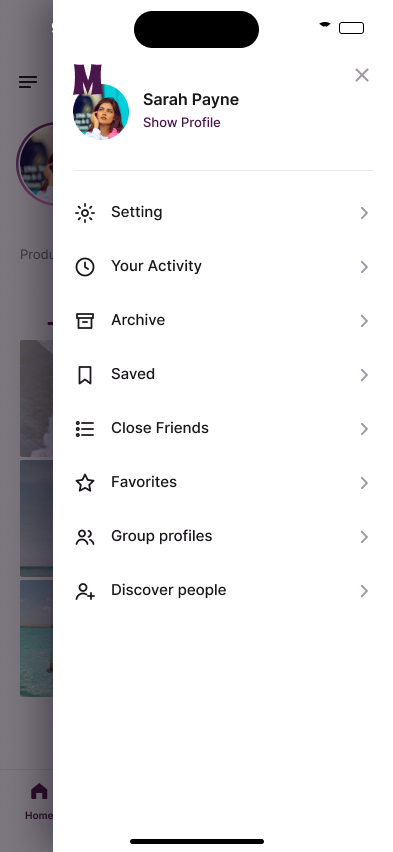 M
Sarah Payne
Show Profile
Setting
Your Activity
Archive
Saved
Close Friends
Favorites
Group profiles
Discover people
Home